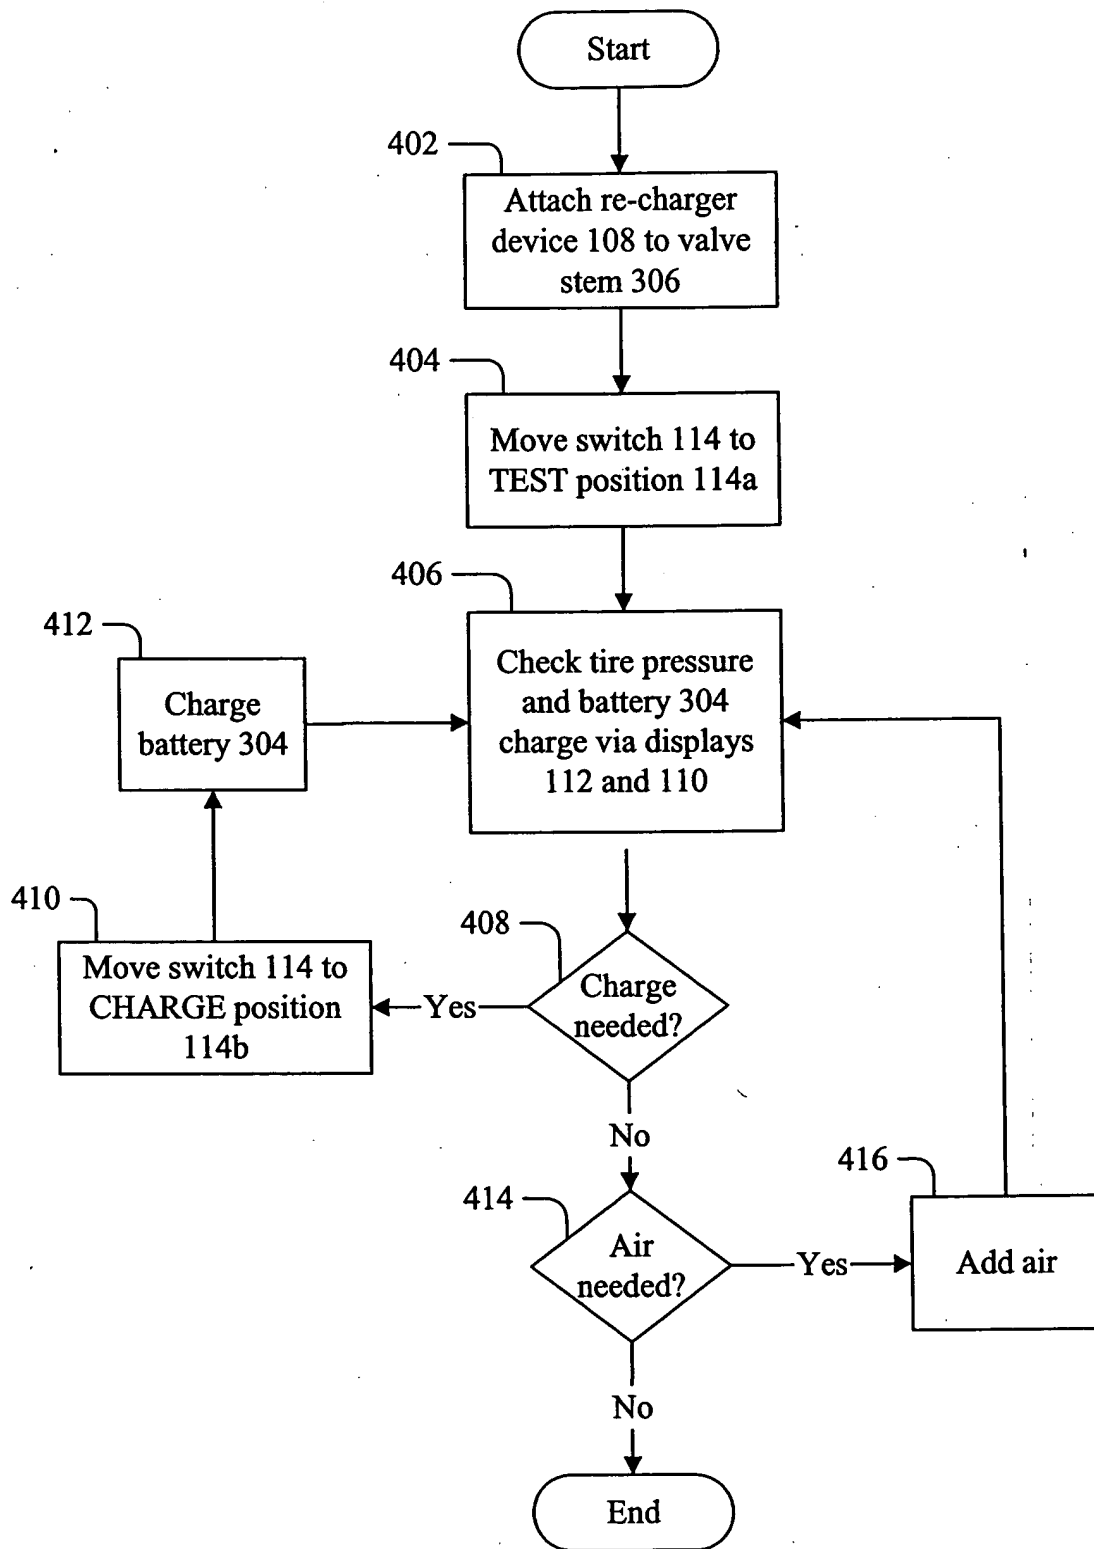 Start
402
Attach re-charger
device 108 to valve
stem 306
404
Move switch 114 to
TEST position 114a
406
Check tire pressure
and battery 304
charge via displays
112 and 110
412
Charge
battery 304
410
Move switch 114 to
CHARGE position
114b
408
Charge
needed?
Yes
No
414
Air
needed?
Yes
416
Add air
No
End